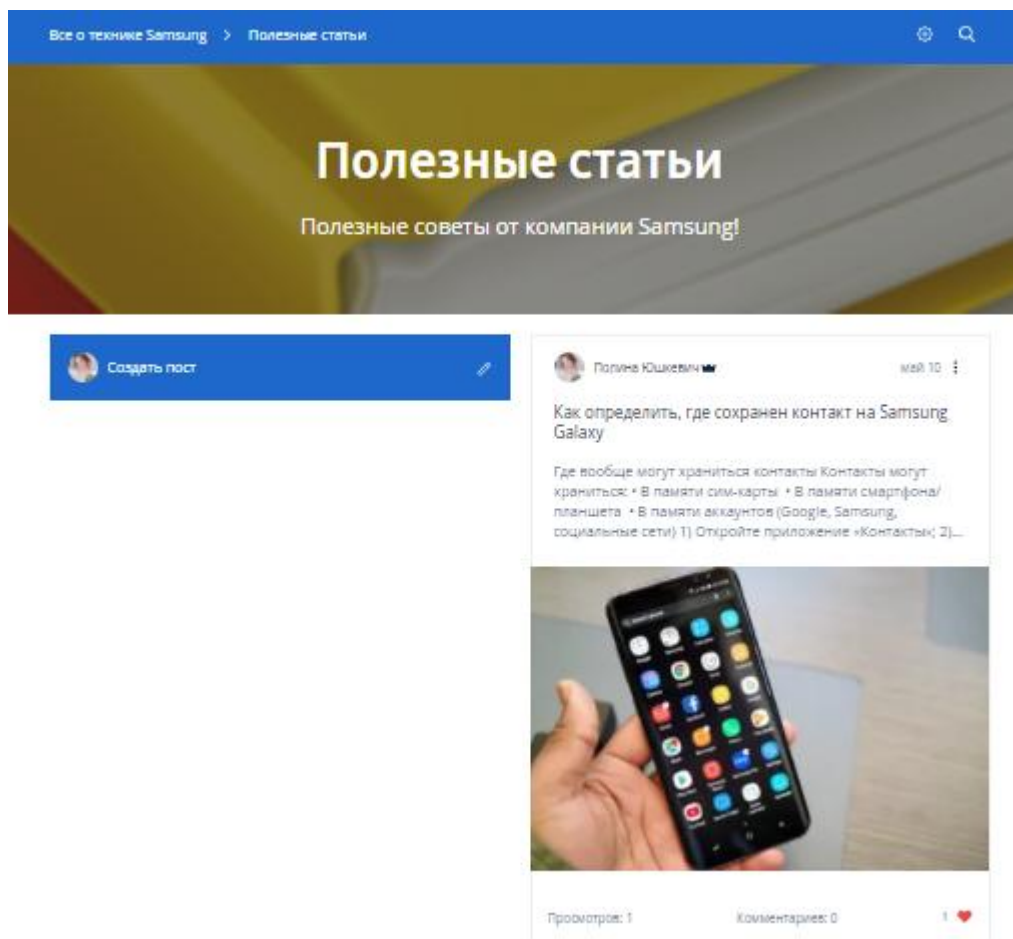 Все о технике Samsung > Полезные статьи
Полезные статьи
Полезные советы от компании Samsung!
Создать пост
Полина Юшкевич
май 10
Как определить, где сохранен контакт на Samsung
Galaxy
Где вообще могут храниться контакты Контакты могут
храниться: • В памяти сим-карты • В памяти смартфона/
планшета • В памяти аккаунтов (Google, Samsung,
социальные сети) 1) Откройте приложение «Контакты»; 2)...
Просмотров: 1
Комментариев: 0
1